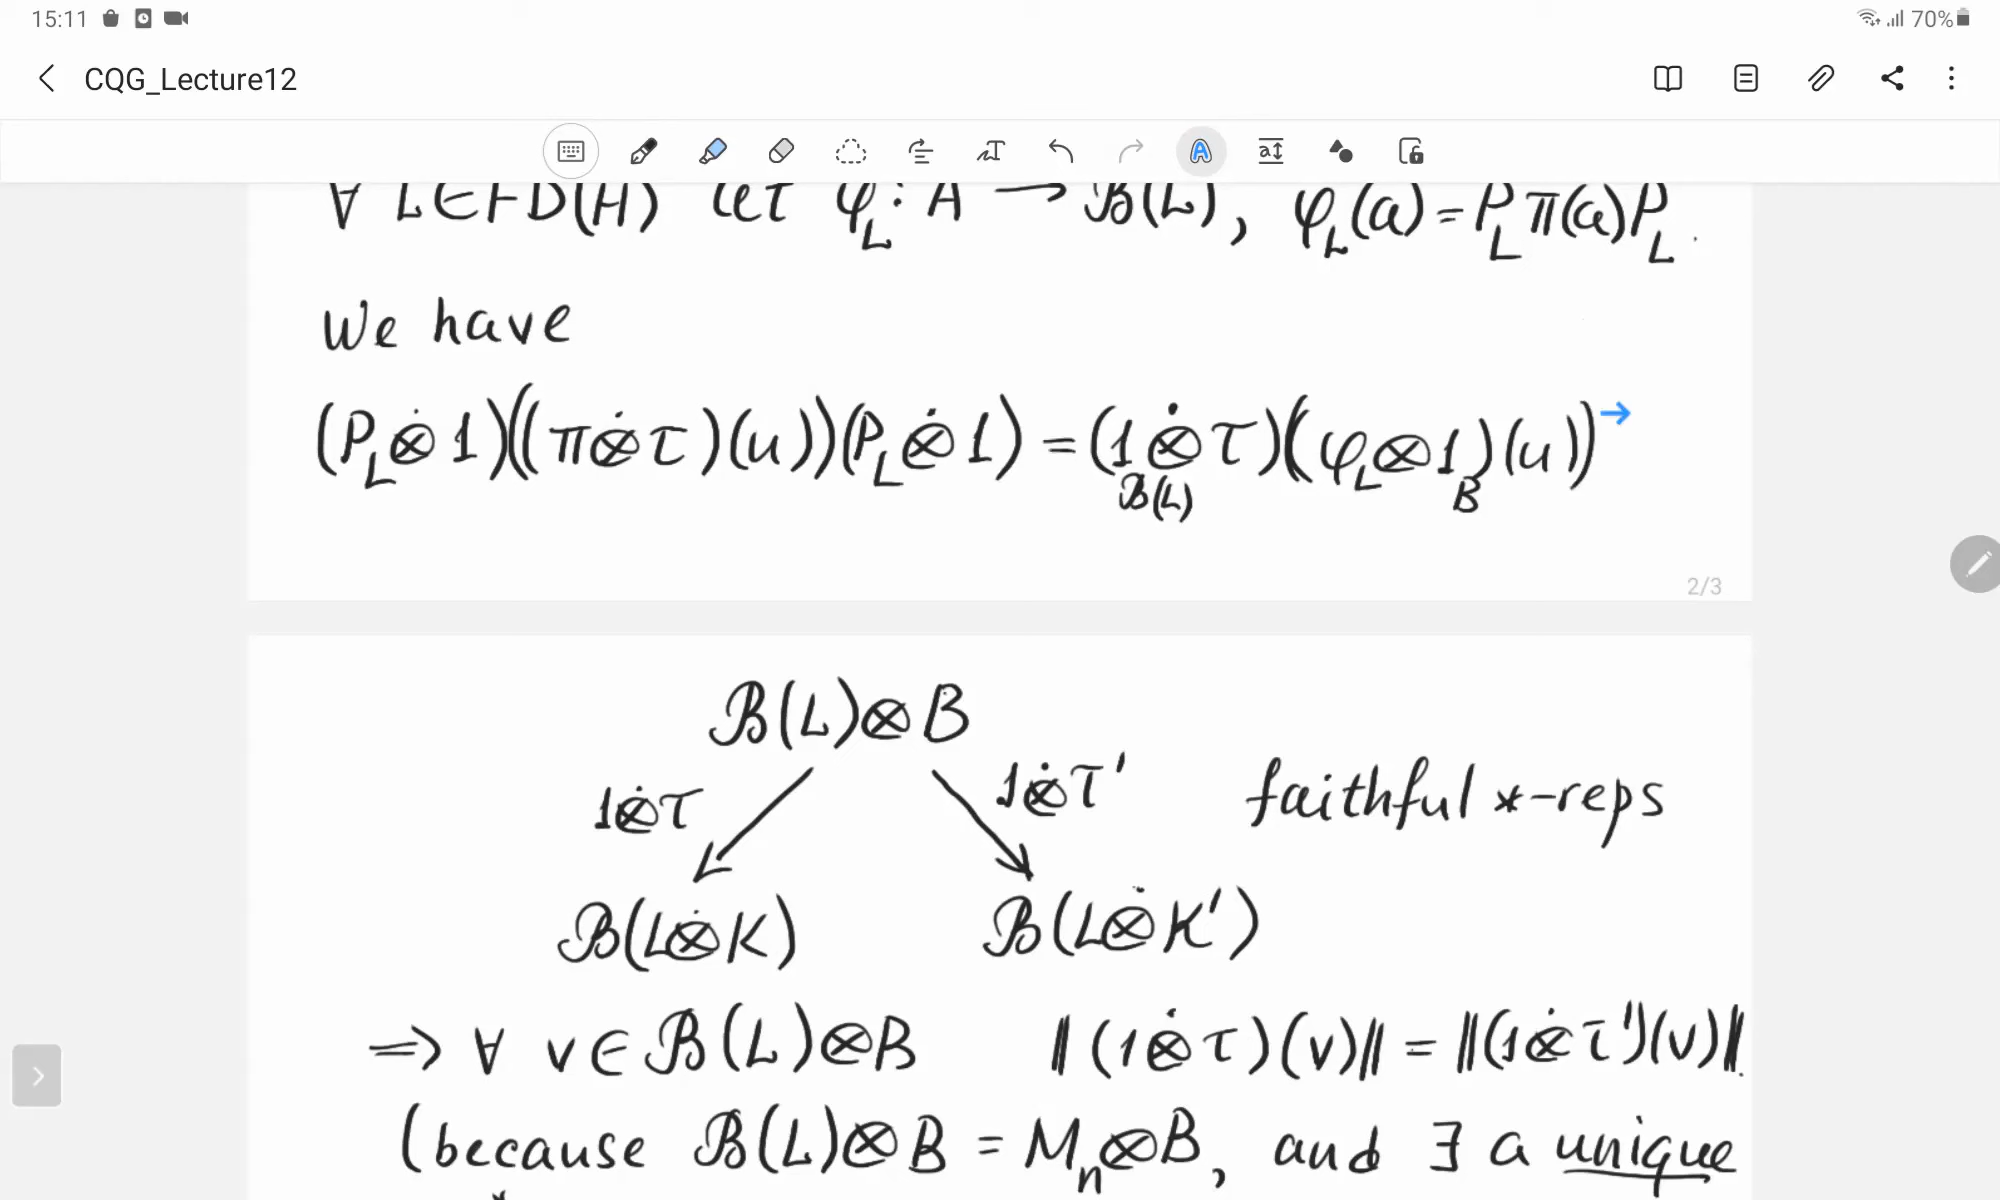 15:11 70%
CQG_Lecture12
∀ L∈FD(H) let φ_L : A → ℬ(L), φ_L(a) = P_L π(a) P_L.
We have
(P_L ⊗̇ 1)((π ⊗̇ τ)(u))(P_L ⊗̇ 1) = (1_{ℬ(L)} ⊗̇ τ)((φ_L ⊗ 1_B)(u)) →
2/3
ℬ(L)⊗B
1⊗̇τ 1⊗̇τ' faithful *-reps
ℬ(L⊗̇K) ℬ(L⊗̇K')
⇒ ∀ v∈ℬ(L)⊗B ‖(1⊗̇τ)(v)‖ = ‖(1⊗̇τ')(v)‖.
(because ℬ(L)⊗B = M_n⊗B, and ∃ a unique